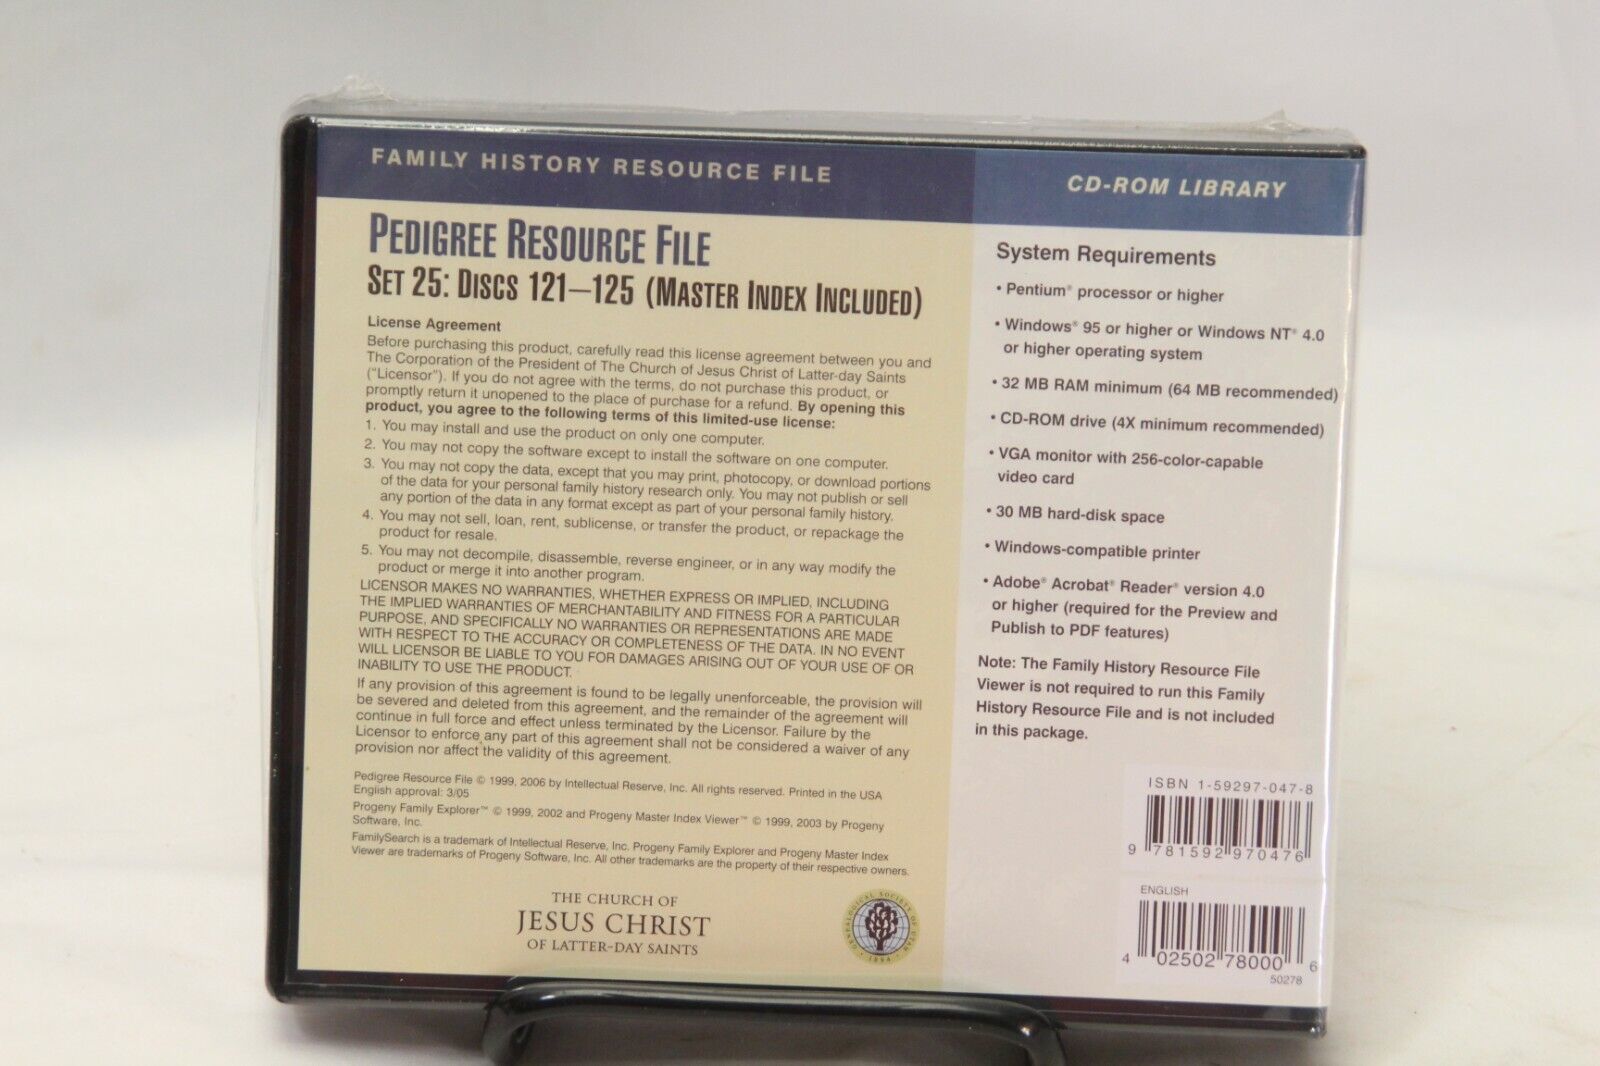 FAMILY HISTORY RESOURCE FILE
CD-ROM LIBRARY
PEDIGREE RESOURCE FILE
SET 25: DISCS 121–125 (MASTER INDEX INCLUDED)
License Agreement
Before purchasing this product, carefully read this license agreement between you and
The Corporation of the President of The Church of Jesus Christ of Latter-day Saints
("Licensor"). If you do not agree with the terms, do not purchase this product, or
promptly return it unopened to the place of purchase for a refund. By opening this
product, you agree to the following terms of this limited-use license:
1. You may install and use the product on only one computer.
2. You may not copy the software except to install the software on one computer.
3. You may not copy the data, except that you may print, photocopy, or download portions
of the data for your personal family history research only. You may not publish or sell
any portion of the data in any format except as part of your personal family history.
4. You may not sell, loan, rent, sublicense, or transfer the product, or repackage the
product for resale.
5. You may not decompile, disassemble, reverse engineer, or in any way modify the
product or merge it into another program.
LICENSOR MAKES NO WARRANTIES, WHETHER EXPRESS OR IMPLIED, INCLUDING
THE IMPLIED WARRANTIES OF MERCHANTABILITY AND FITNESS FOR A PARTICULAR
PURPOSE, AND SPECIFICALLY NO WARRANTIES OR REPRESENTATIONS ARE MADE
WITH RESPECT TO THE ACCURACY OR COMPLETENESS OF THE DATA. IN NO EVENT
WILL LICENSOR BE LIABLE TO YOU FOR DAMAGES ARISING OUT OF YOUR USE OF OR
INABILITY TO USE THE PRODUCT.
If any provision of this agreement is found to be legally unenforceable, the provision will
be severed and deleted from this agreement, and the remainder of the agreement will
continue in full force and effect unless terminated by the Licensor. Failure by the
Licensor to enforce any part of this agreement shall not be considered a waiver of any
provision nor affect the validity of this agreement.
Pedigree Resource File © 1999, 2006 by Intellectual Reserve, Inc. All rights reserved. Printed in the USA
English approval: 3/05
Progeny Family Explorer™ © 1999, 2002 and Progeny Master Index Viewer™ © 1999, 2003 by Progeny
Software, Inc.
FamilySearch is a trademark of Intellectual Reserve, Inc. Progeny Family Explorer and Progeny Master Index
Viewer are trademarks of Progeny Software, Inc. All other trademarks are the property of their respective owners.
THE CHURCH OF
JESUS CHRIST
OF LATTER-DAY SAINTS
GENEALOGICAL SOCIETY OF UTAH
1894
System Requirements
• Pentium® processor or higher
• Windows® 95 or higher or Windows NT® 4.0
or higher operating system
• 32 MB RAM minimum (64 MB recommended)
• CD-ROM drive (4X minimum recommended)
• VGA monitor with 256-color-capable
video card
• 30 MB hard-disk space
• Windows-compatible printer
• Adobe® Acrobat® Reader® version 4.0
or higher (required for the Preview and
Publish to PDF features)
Note: The Family History Resource File
Viewer is not required to run this Family
History Resource File and is not included
in this package.
ISBN 1-59297-047-8
9 781592 970476
ENGLISH
4 02502 78000 6
50278